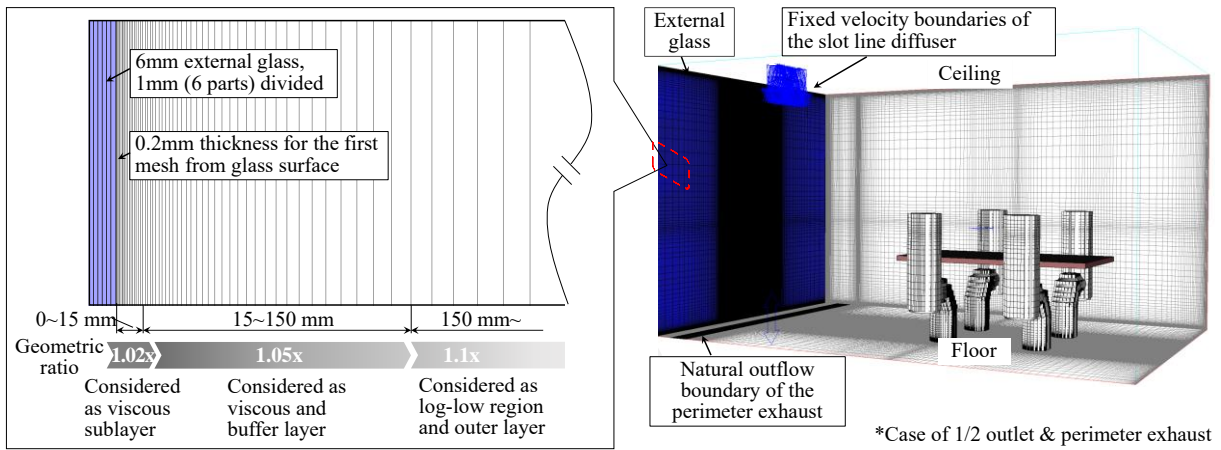 6mm external glass,
1mm (6 parts) divided
0.2mm thickness for the first
mesh from glass surface
0~15 mm
15~150 mm
150 mm~
Geometric
ratio
1.02x
1.05x
1.1x
Considered
as viscous
sublayer
Considered as
viscous and
buffer layer
Considered as
log-low region
and outer layer
External
glass
Fixed velocity boundaries of
the slot line diffuser
Ceiling
Floor
Natural outflow
boundary of the
perimeter exhaust
*Case of 1/2 outlet & perimeter exhaust